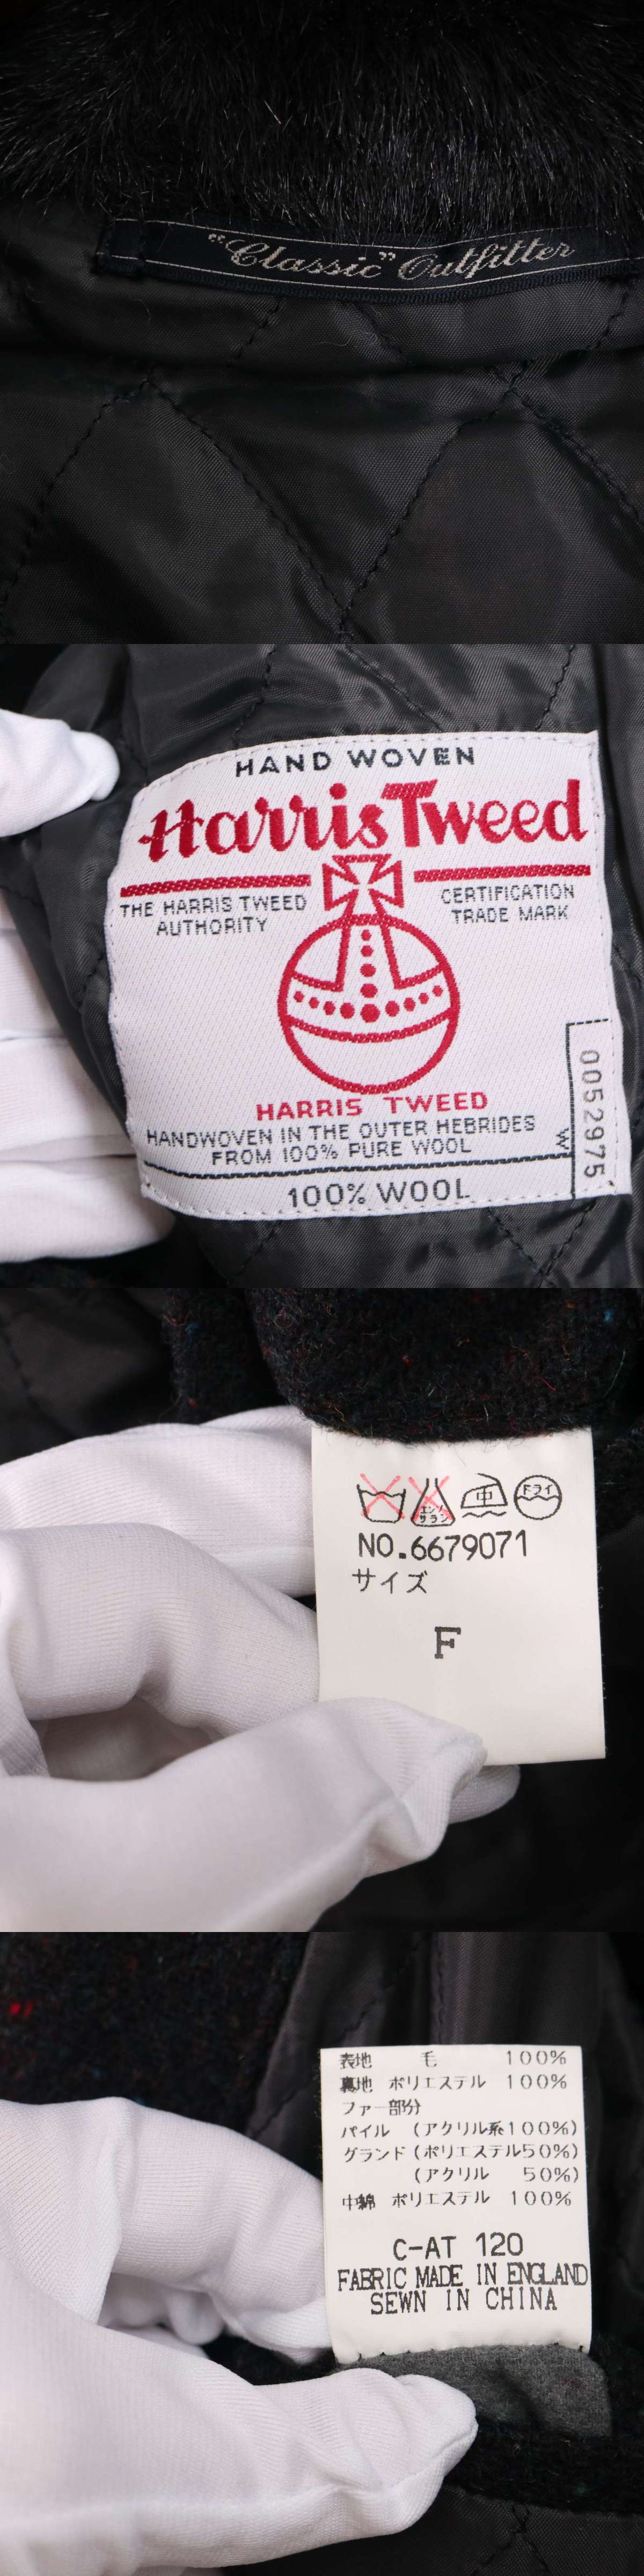 "Classic" Outfitter
HAND WOVEN
Harris Tweed
THE HARRIS TWEED
AUTHORITY
CERTIFICATION
TRADE MARK
HARRIS TWEED
HANDWOVEN IN THE OUTER HEBRIDES
FROM 100% PURE WOOL
100% WOOL
W
0052975
エンソ
サラシ
中
ドライ
NO.6679071
サイズ
F
表地 毛 100%
裏地 ポリエステル 100%
ファー部分
パイル (アクリル系100%)
グランド(ポリエステル50%)
(アクリル 50%)
中綿 ポリエステル 100%
C-AT 120
FABRIC MADE IN ENGLAND
SEWN IN CHINA